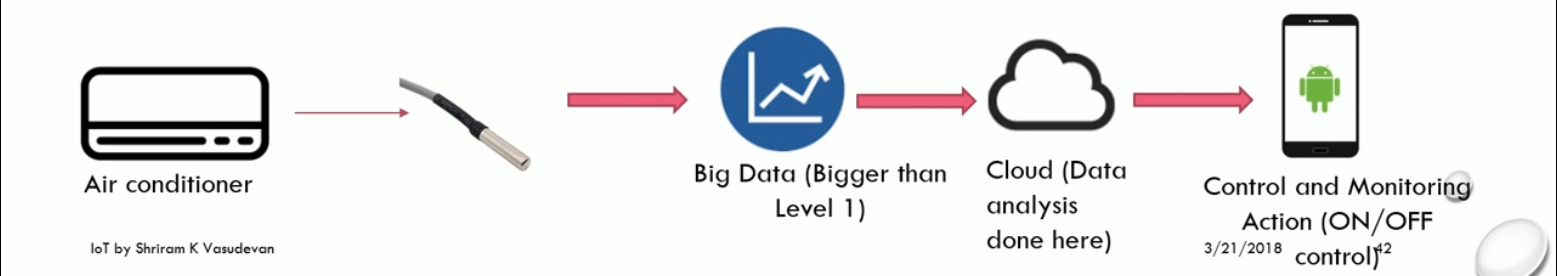 Air conditioner
Big Data (Bigger than
Level 1)
Cloud (Data
analysis
done here)
Control and Monitoring
Action (ON/OFF
control)
IoT by Shriram K Vasudevan
3/21/2018
42